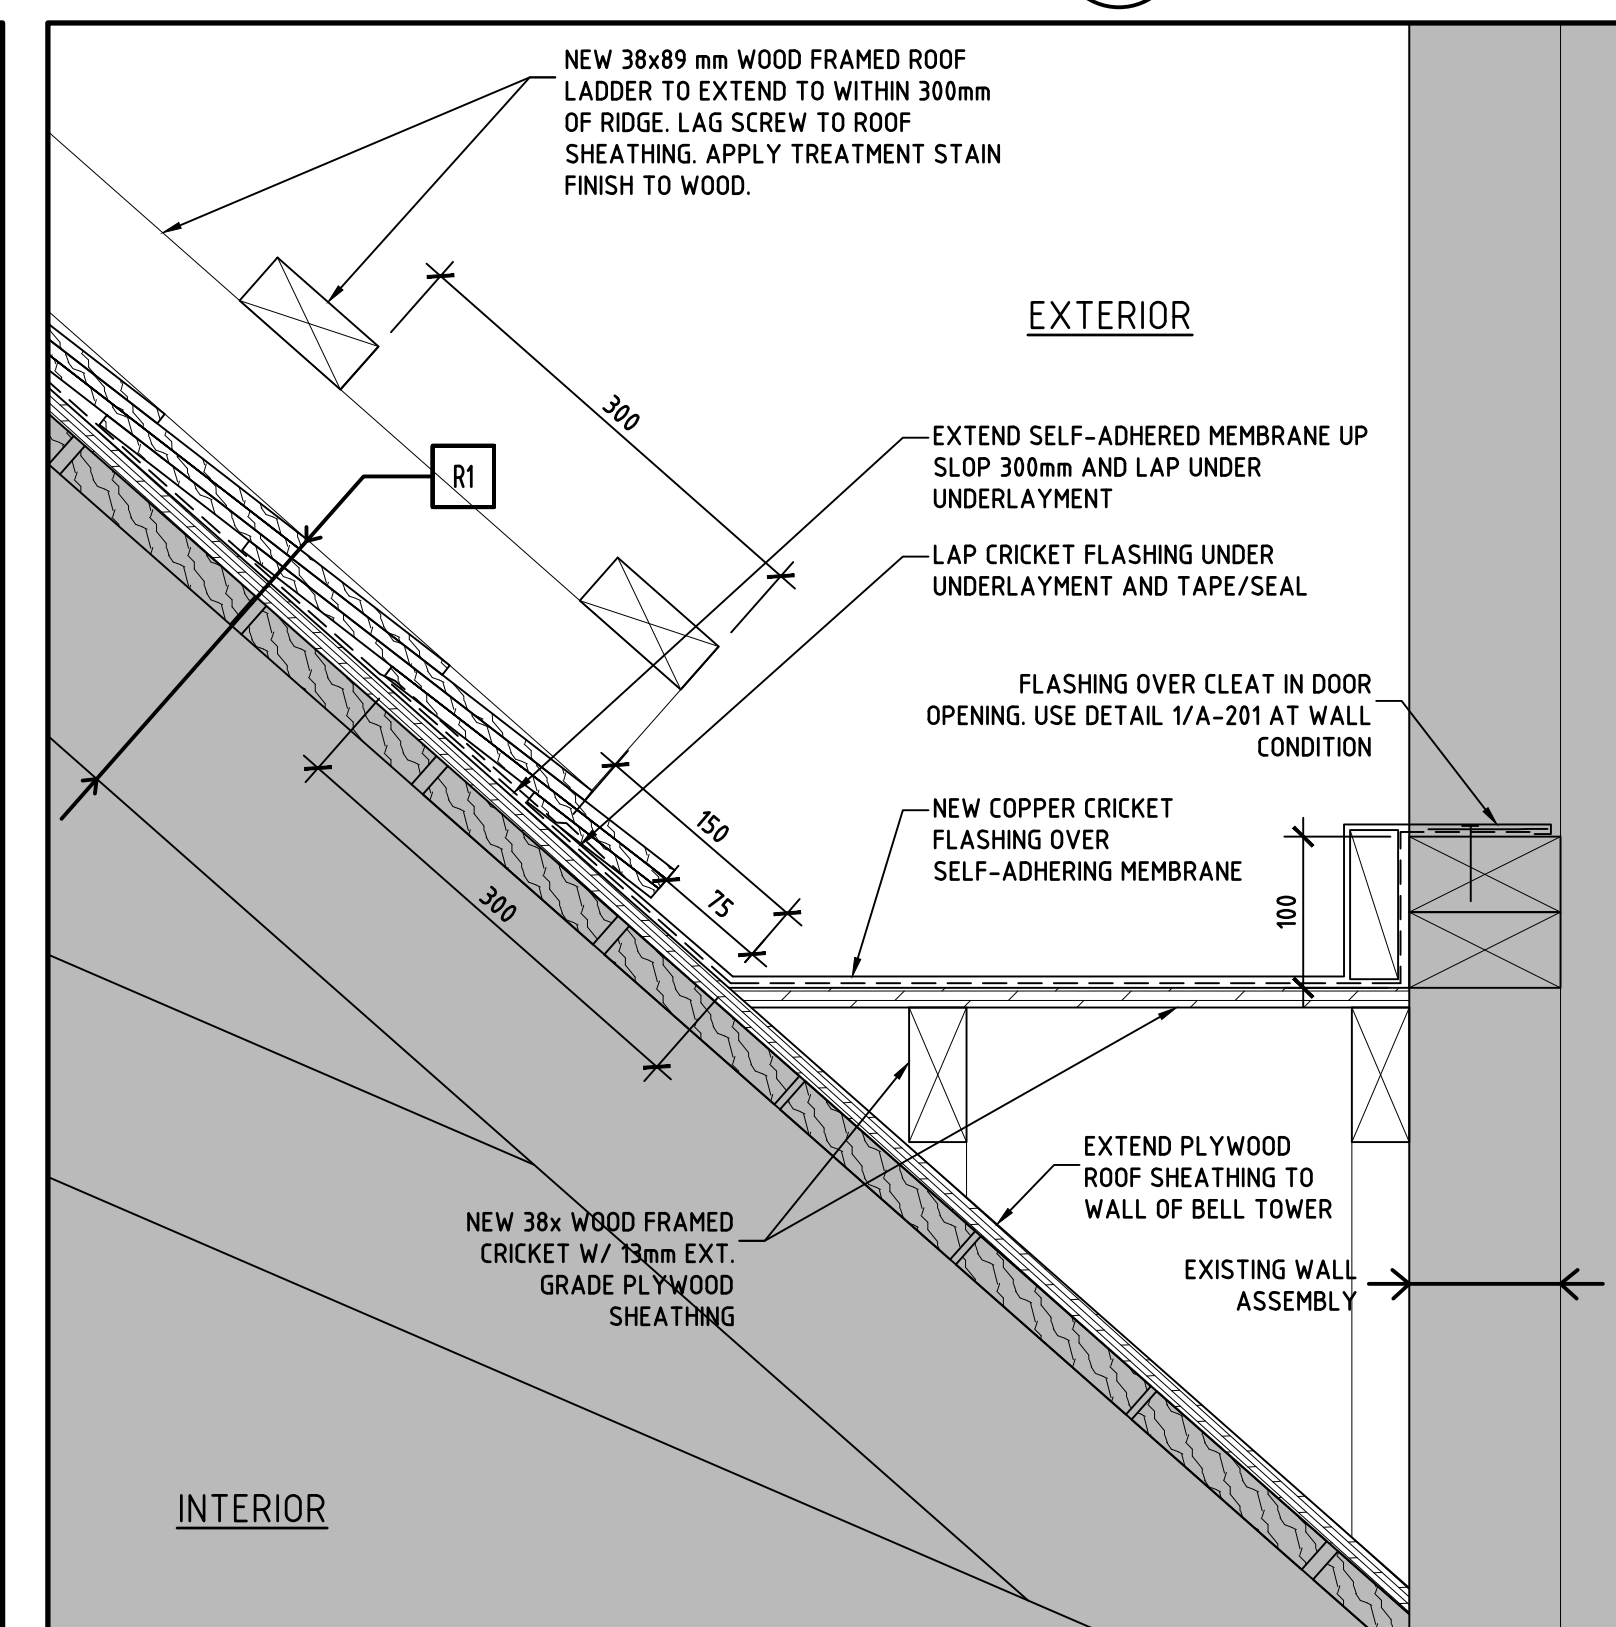 NEW 38x89 mm WOOD FRAMED ROOF
LADDER TO EXTEND TO WITHIN 300mm
OF RIDGE. LAG SCREW TO ROOF
SHEATHING. APPLY TREATMENT STAIN
FINISH TO WOOD.
EXTERIOR
300
R1
EXTEND SELF-ADHERED MEMBRANE UP
SLOP 300mm AND LAP UNDER
UNDERLAYMENT
LAP CRICKET FLASHING UNDER
UNDERLAYMENT AND TAPE/SEAL
FLASHING OVER CLEAT IN DOOR
OPENING. USE DETAIL 1/A-201 AT WALL
CONDITION
NEW COPPER CRICKET
FLASHING OVER
SELF-ADHERING MEMBRANE
150
75
300
100
EXTEND PLYWOOD
ROOF SHEATHING TO
WALL OF BELL TOWER
NEW 38x WOOD FRAMED
CRICKET W/ 13mm EXT.
GRADE PLYWOOD
SHEATHING
EXISTING WALL
ASSEMBLY
INTERIOR